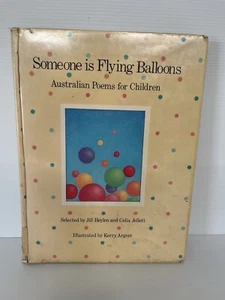 Someone is Flying Balloons
Australian Poems for Children
Selected by Jill Heylen and Celia Jellett
Illustrated by Kerry Argent